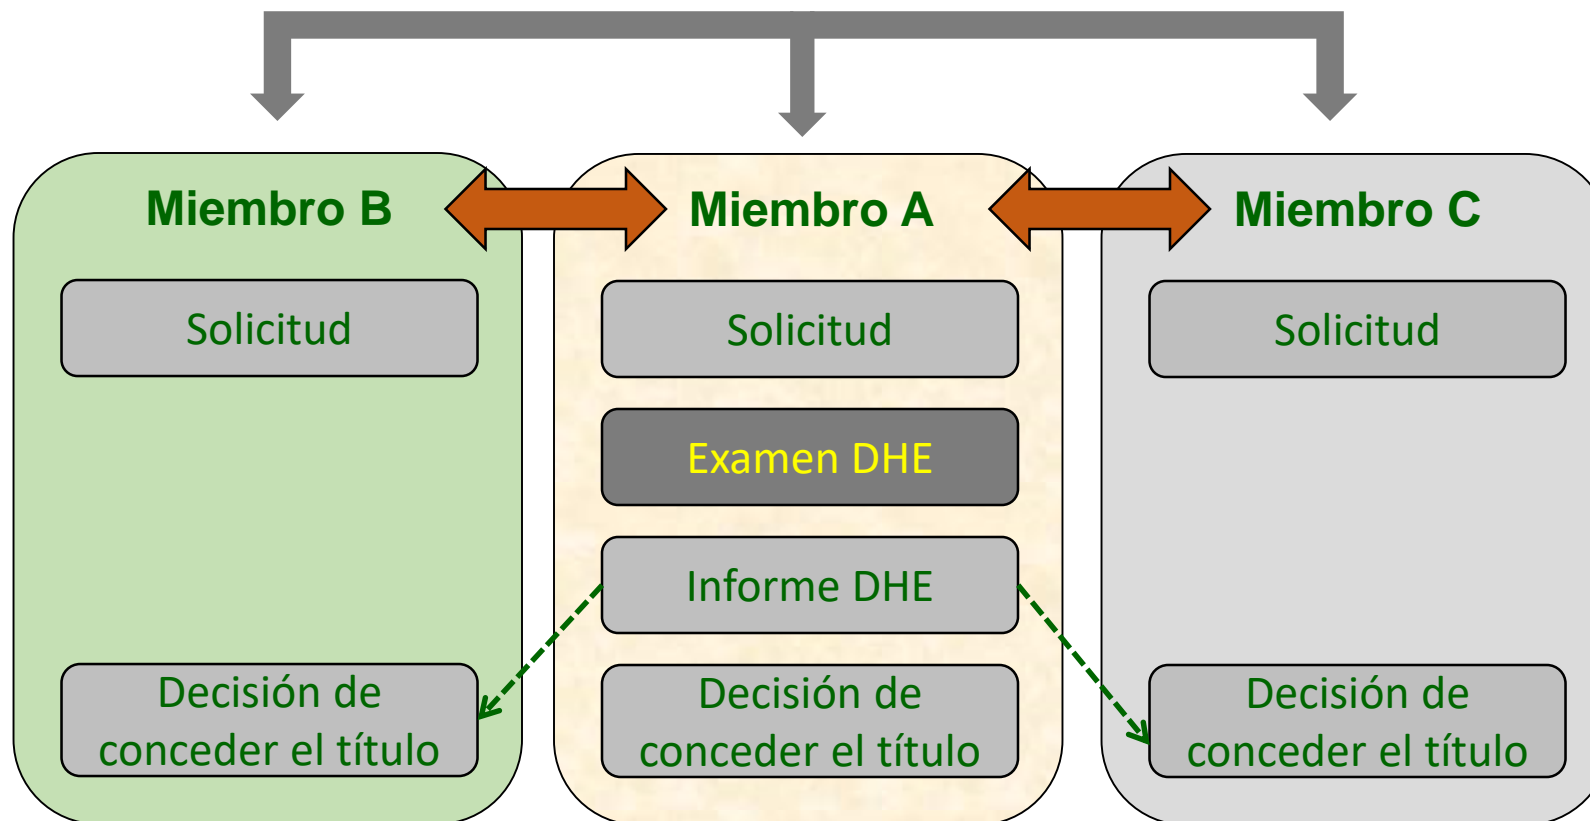 Miembro B
Solicitud
Decisión de
conceder el título
Miembro A
Solicitud
Examen DHE
Informe DHE
Decisión de
conceder el título
Miembro C
Solicitud
Decisión de
conceder el título